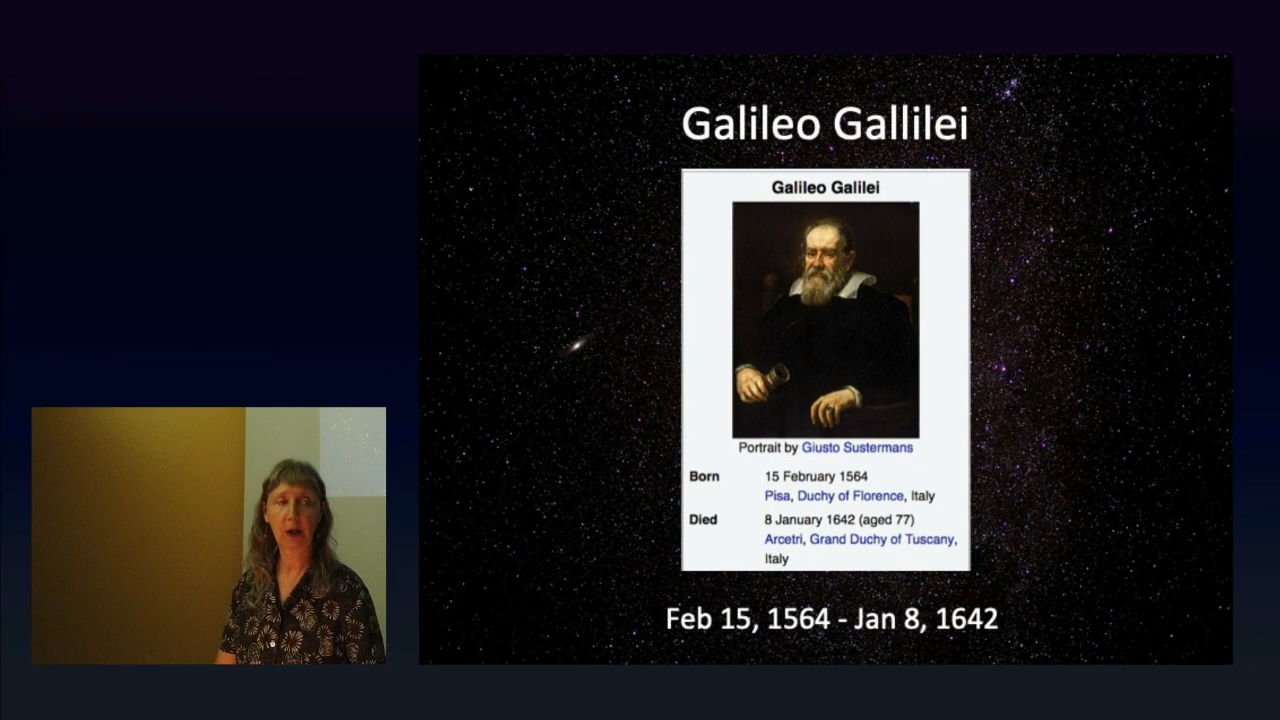 Galileo Gallilei
Galileo Galilei
Portrait by Giusto Sustermans
Born 15 February 1564
Pisa, Duchy of Florence, Italy
Died 8 January 1642 (aged 77)
Arcetri, Grand Duchy of Tuscany,
Italy
Feb 15, 1564 - Jan 8, 1642